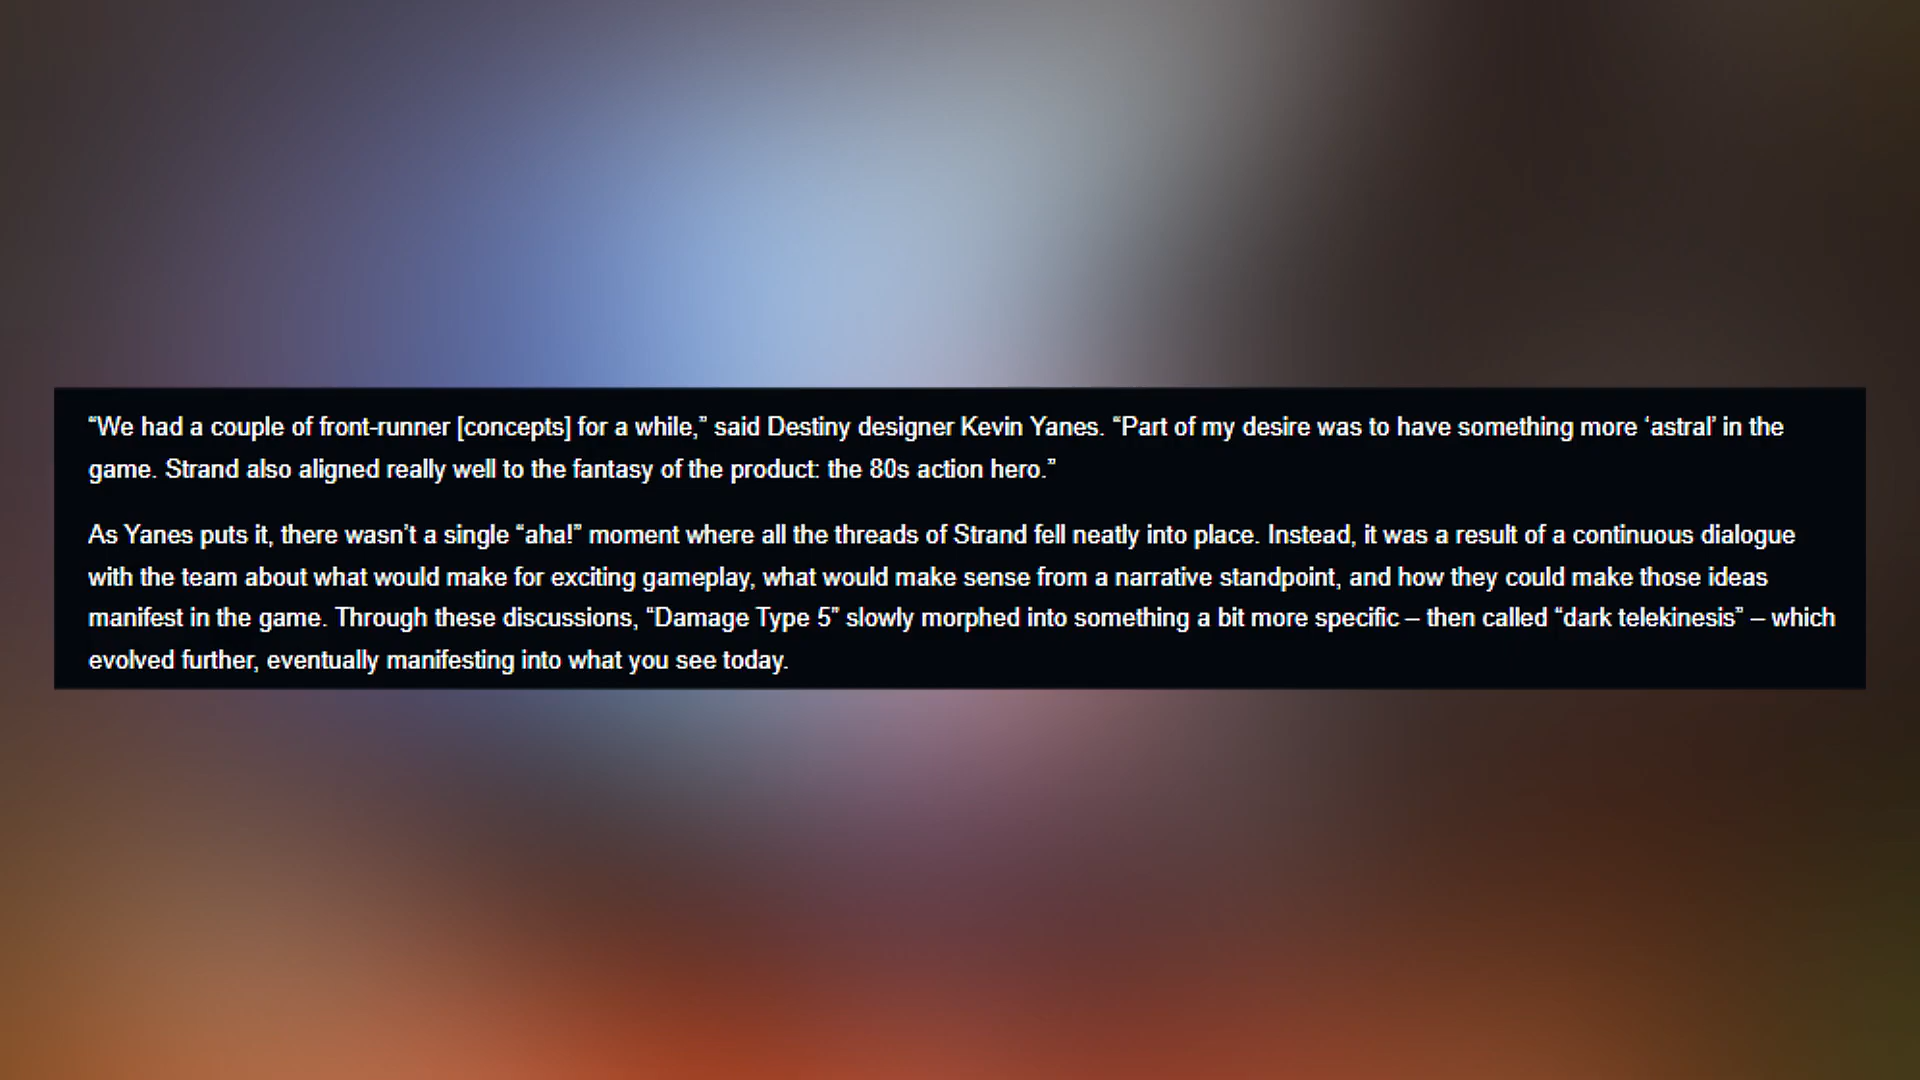 “We had a couple of front-runner [concepts] for a while,” said Destiny designer Kevin Yanes. “Part of my desire was to have something more ‘astral’ in the
game. Strand also aligned really well to the fantasy of the product: the 80s action hero.”
As Yanes puts it, there wasn’t a single “aha!” moment where all the threads of Strand fell neatly into place. Instead, it was a result of a continuous dialogue
with the team about what would make for exciting gameplay, what would make sense from a narrative standpoint, and how they could make those ideas
manifest in the game. Through these discussions, “Damage Type 5” slowly morphed into something a bit more specific – then called “dark telekinesis” – which
evolved further, eventually manifesting into what you see today.